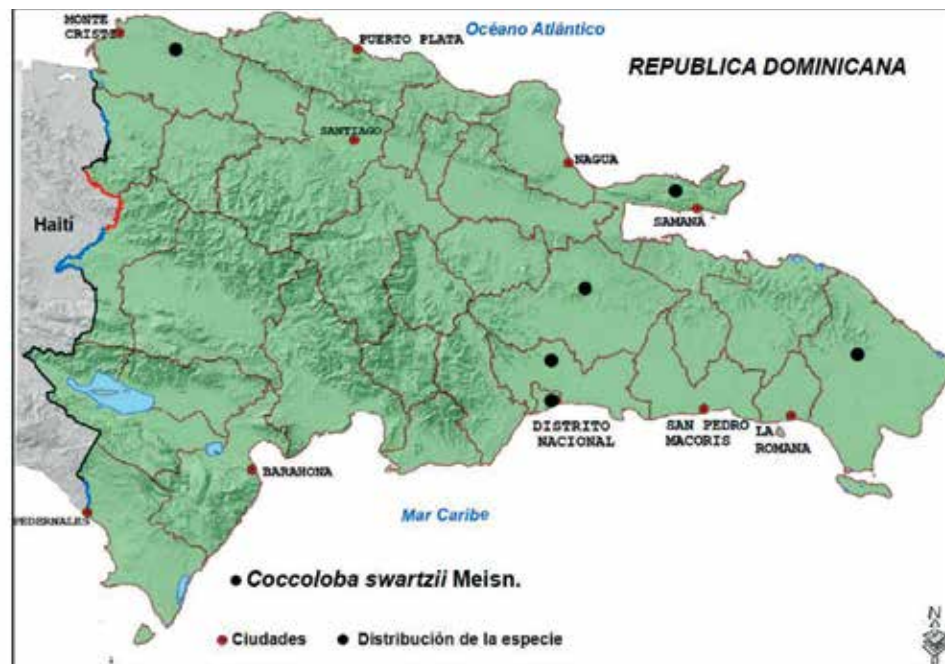 MONTE
CRISTI
PUERTO PLATA
Océano Atlántico
REPUBLICA DOMINICANA
SANTIAGO
NAGUA
SAMANA
Haití
DISTRITO
NACIONAL
SAN PEDRO
MACORIS
LA
ROMANA
BARAHONA
PEDERNALES
Mar Caribe
Coccoloba swartzii Meisn.
Ciudades
Distribución de la especie
N